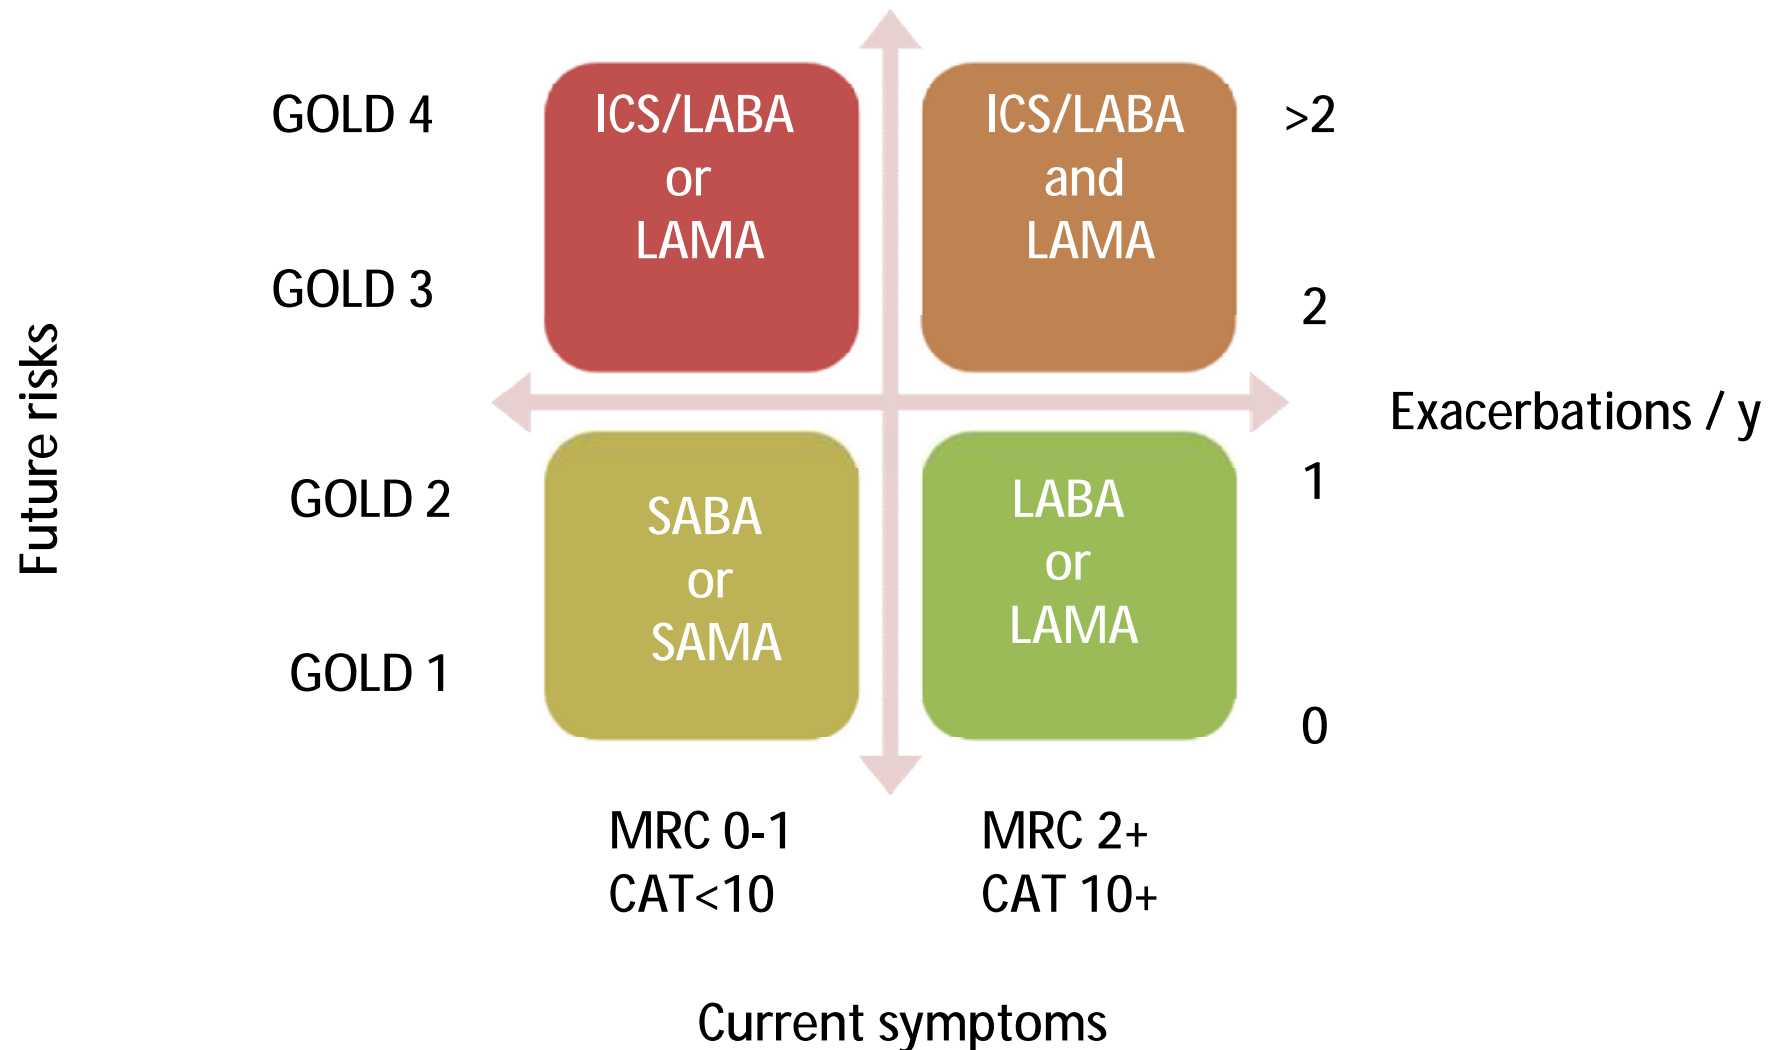 GOLD 4
GOLD 3
GOLD 2
GOLD 1
Future risks
ICS/LABA
or
LAMA
ICS/LABA
and
LAMA
SABA
or
SAMA
LABA
or
LAMA
>2
2
1
0
Exacerbations / y
MRC 0-1
CAT<10
MRC 2+
CAT 10+
Current symptoms